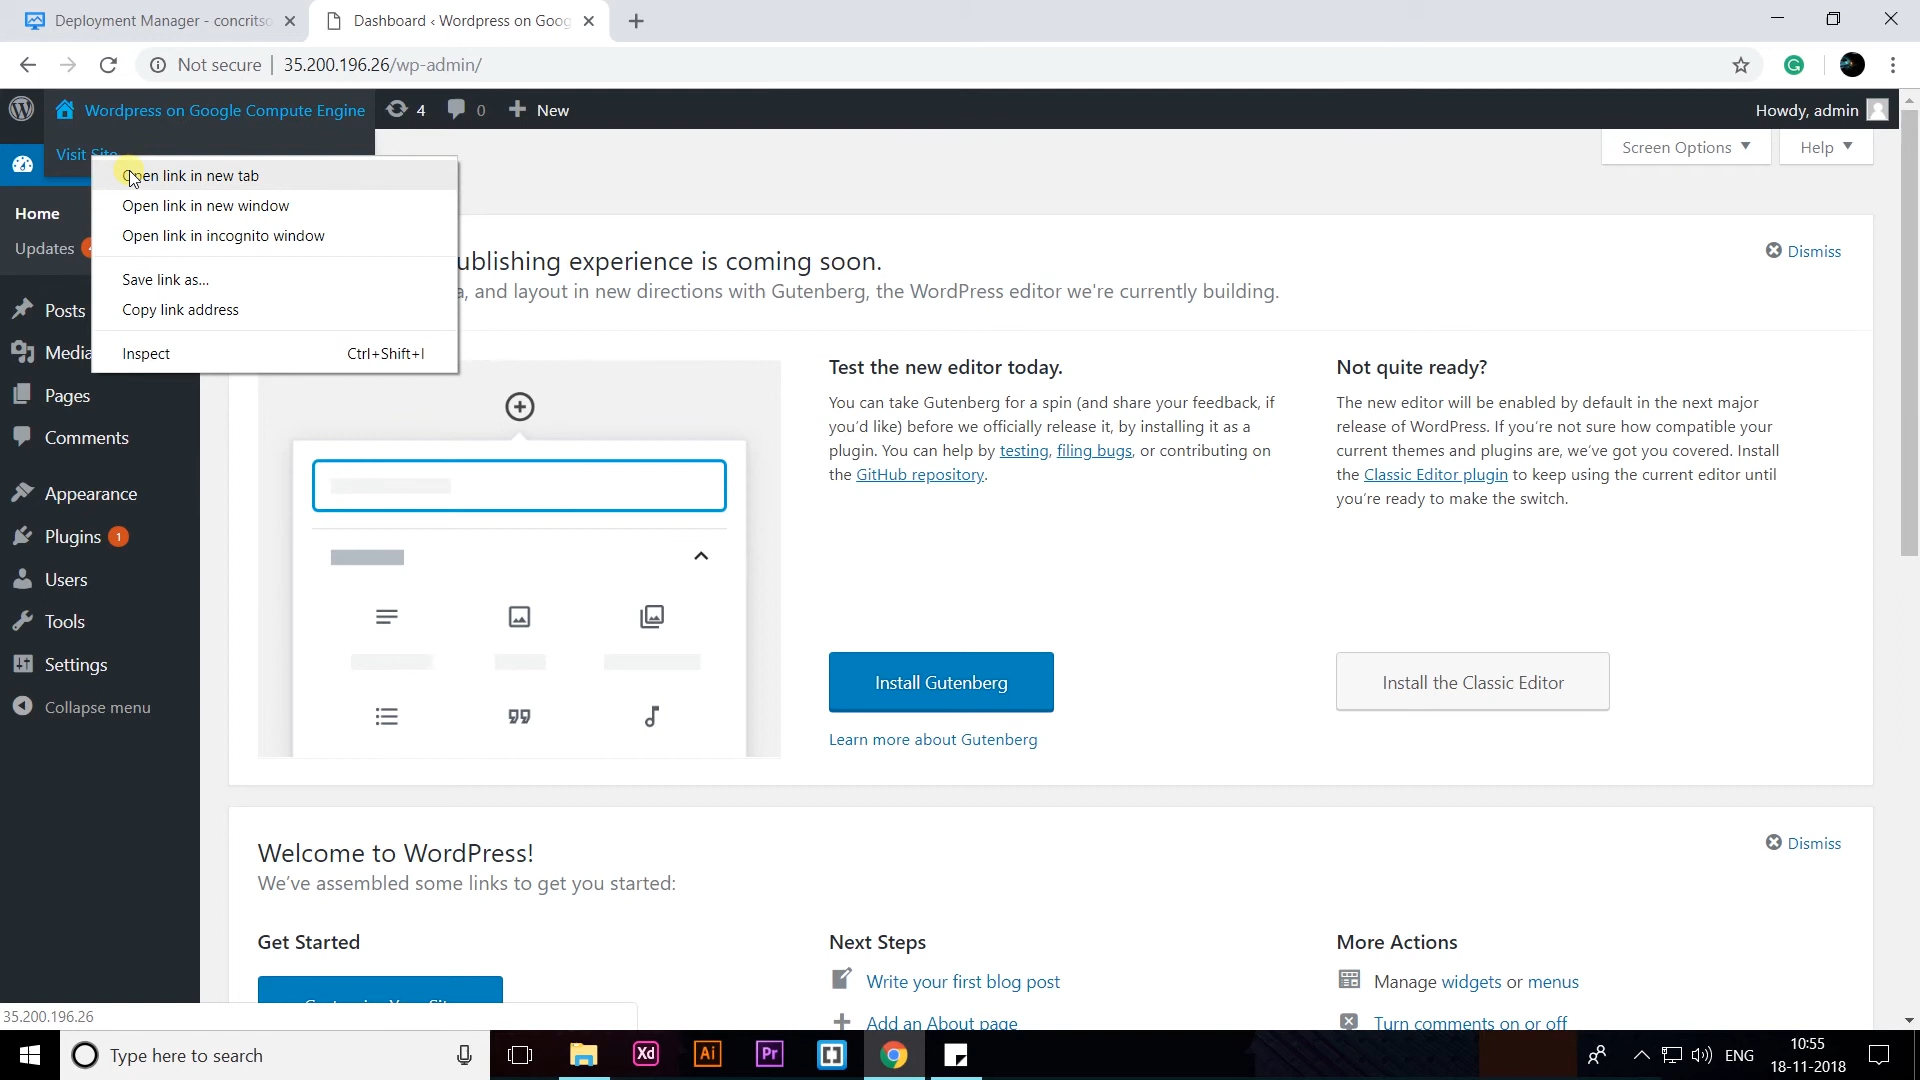 Deployment Manager - concritso
Dashboard ‹ Wordpress on Goog
Not secure | 35.200.196.26/wp-admin/
Wordpress on Google Compute Engine
4
0
New
Howdy, admin
Visit Site
Screen Options
Help
Open link in new tab
Open link in new window
Open link in incognito window
Save link as...
Copy link address
Inspect Ctrl+Shift+I
Home
Updates
Posts
Media
Pages
Comments
Appearance
Plugins 1
Users
Tools
Settings
Collapse menu
ublishing experience is coming soon.
Dismiss
a, and layout in new directions with Gutenberg, the WordPress editor we're currently building.
Test the new editor today.
You can take Gutenberg for a spin (and share your feedback, if
you'd like) before we officially release it, by installing it as a
plugin. You can help by testing, filing bugs, or contributing on
the GitHub repository.
Install Gutenberg
Learn more about Gutenberg
Not quite ready?
The new editor will be enabled by default in the next major
release of WordPress. If you're not sure how compatible your
current themes and plugins are, we've got you covered. Install
the Classic Editor plugin to keep using the current editor until
you're ready to make the switch.
Install the Classic Editor
Welcome to WordPress!
Dismiss
We've assembled some links to get you started:
Get Started
Next Steps
Write your first blog post
Add an About page
More Actions
Manage widgets or menus
Turn comments on or off
35.200.196.26
Type here to search
Xd
Ai
Pr
ENG
10:55
18-11-2018